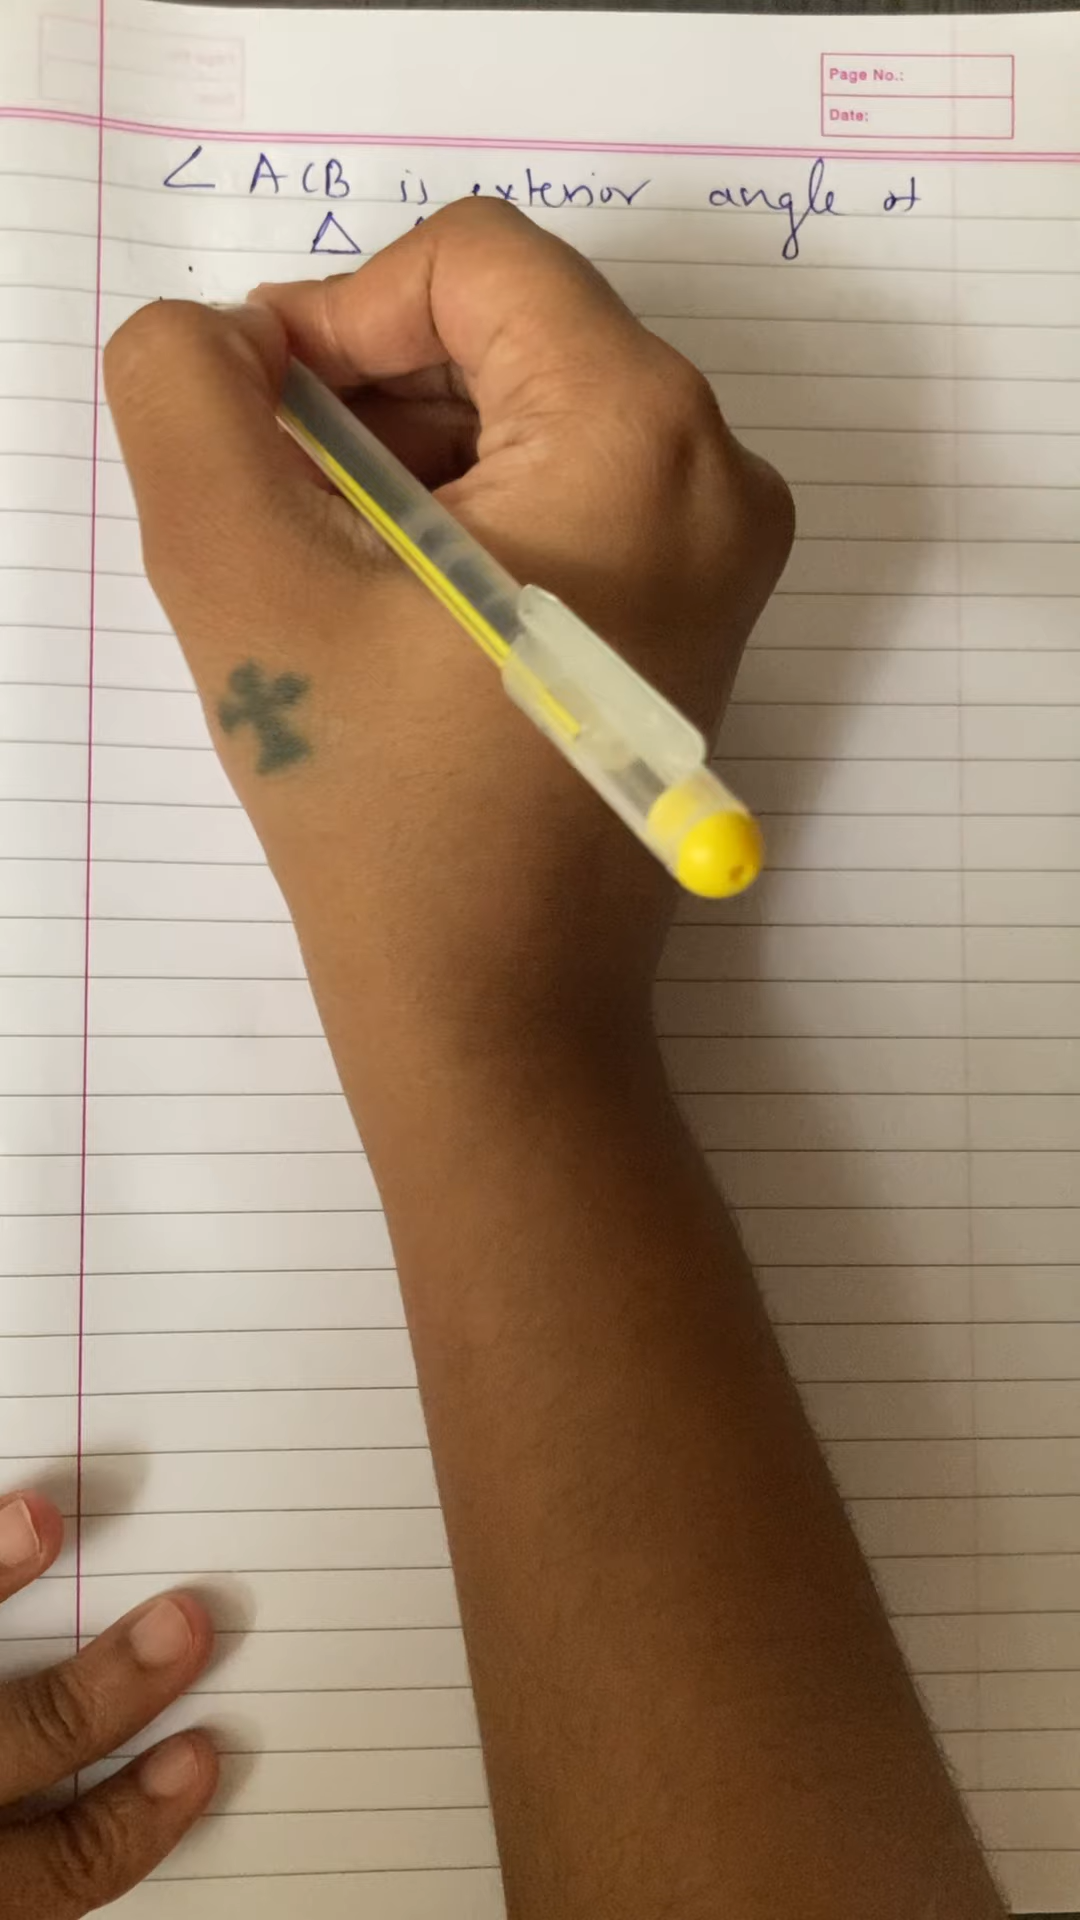 Page No.:
Date:
∠ ACB is exterior angle of
Δ